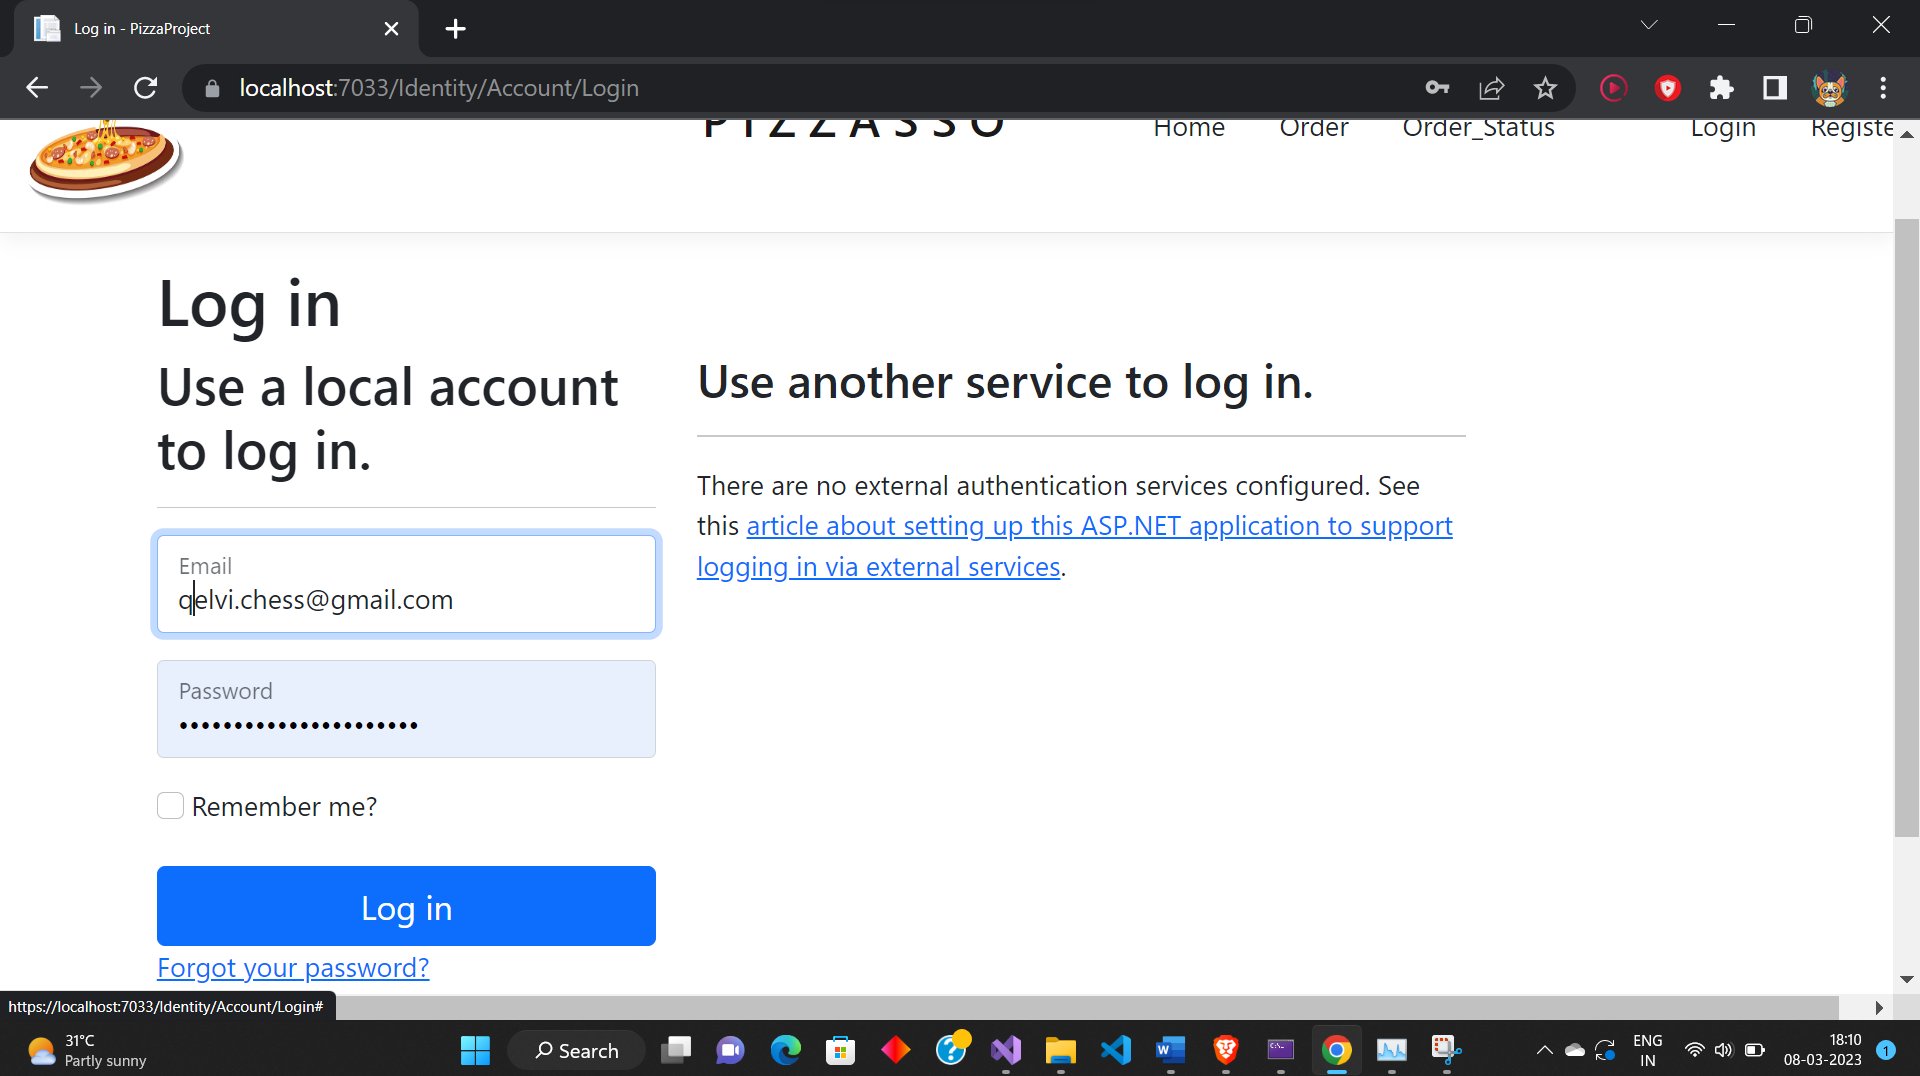 Log in - PizzaProject
localhost:7033/Identity/Account/Login
PIZZASSO
Home
Order
Order_Status
Login
Registe
Log in
Use a local account
to log in.
Use another service to log in.
There are no external authentication services configured. See
this article about setting up this ASP.NET application to support
logging in via external services.
Email
qelvi.chess@gmail.com
Password
Remember me?
Log in
Forgot your password?
https://localhost:7033/Identity/Account/Login#
31°C
Partly sunny
Search
ENG
IN
18:10
08-03-2023
1